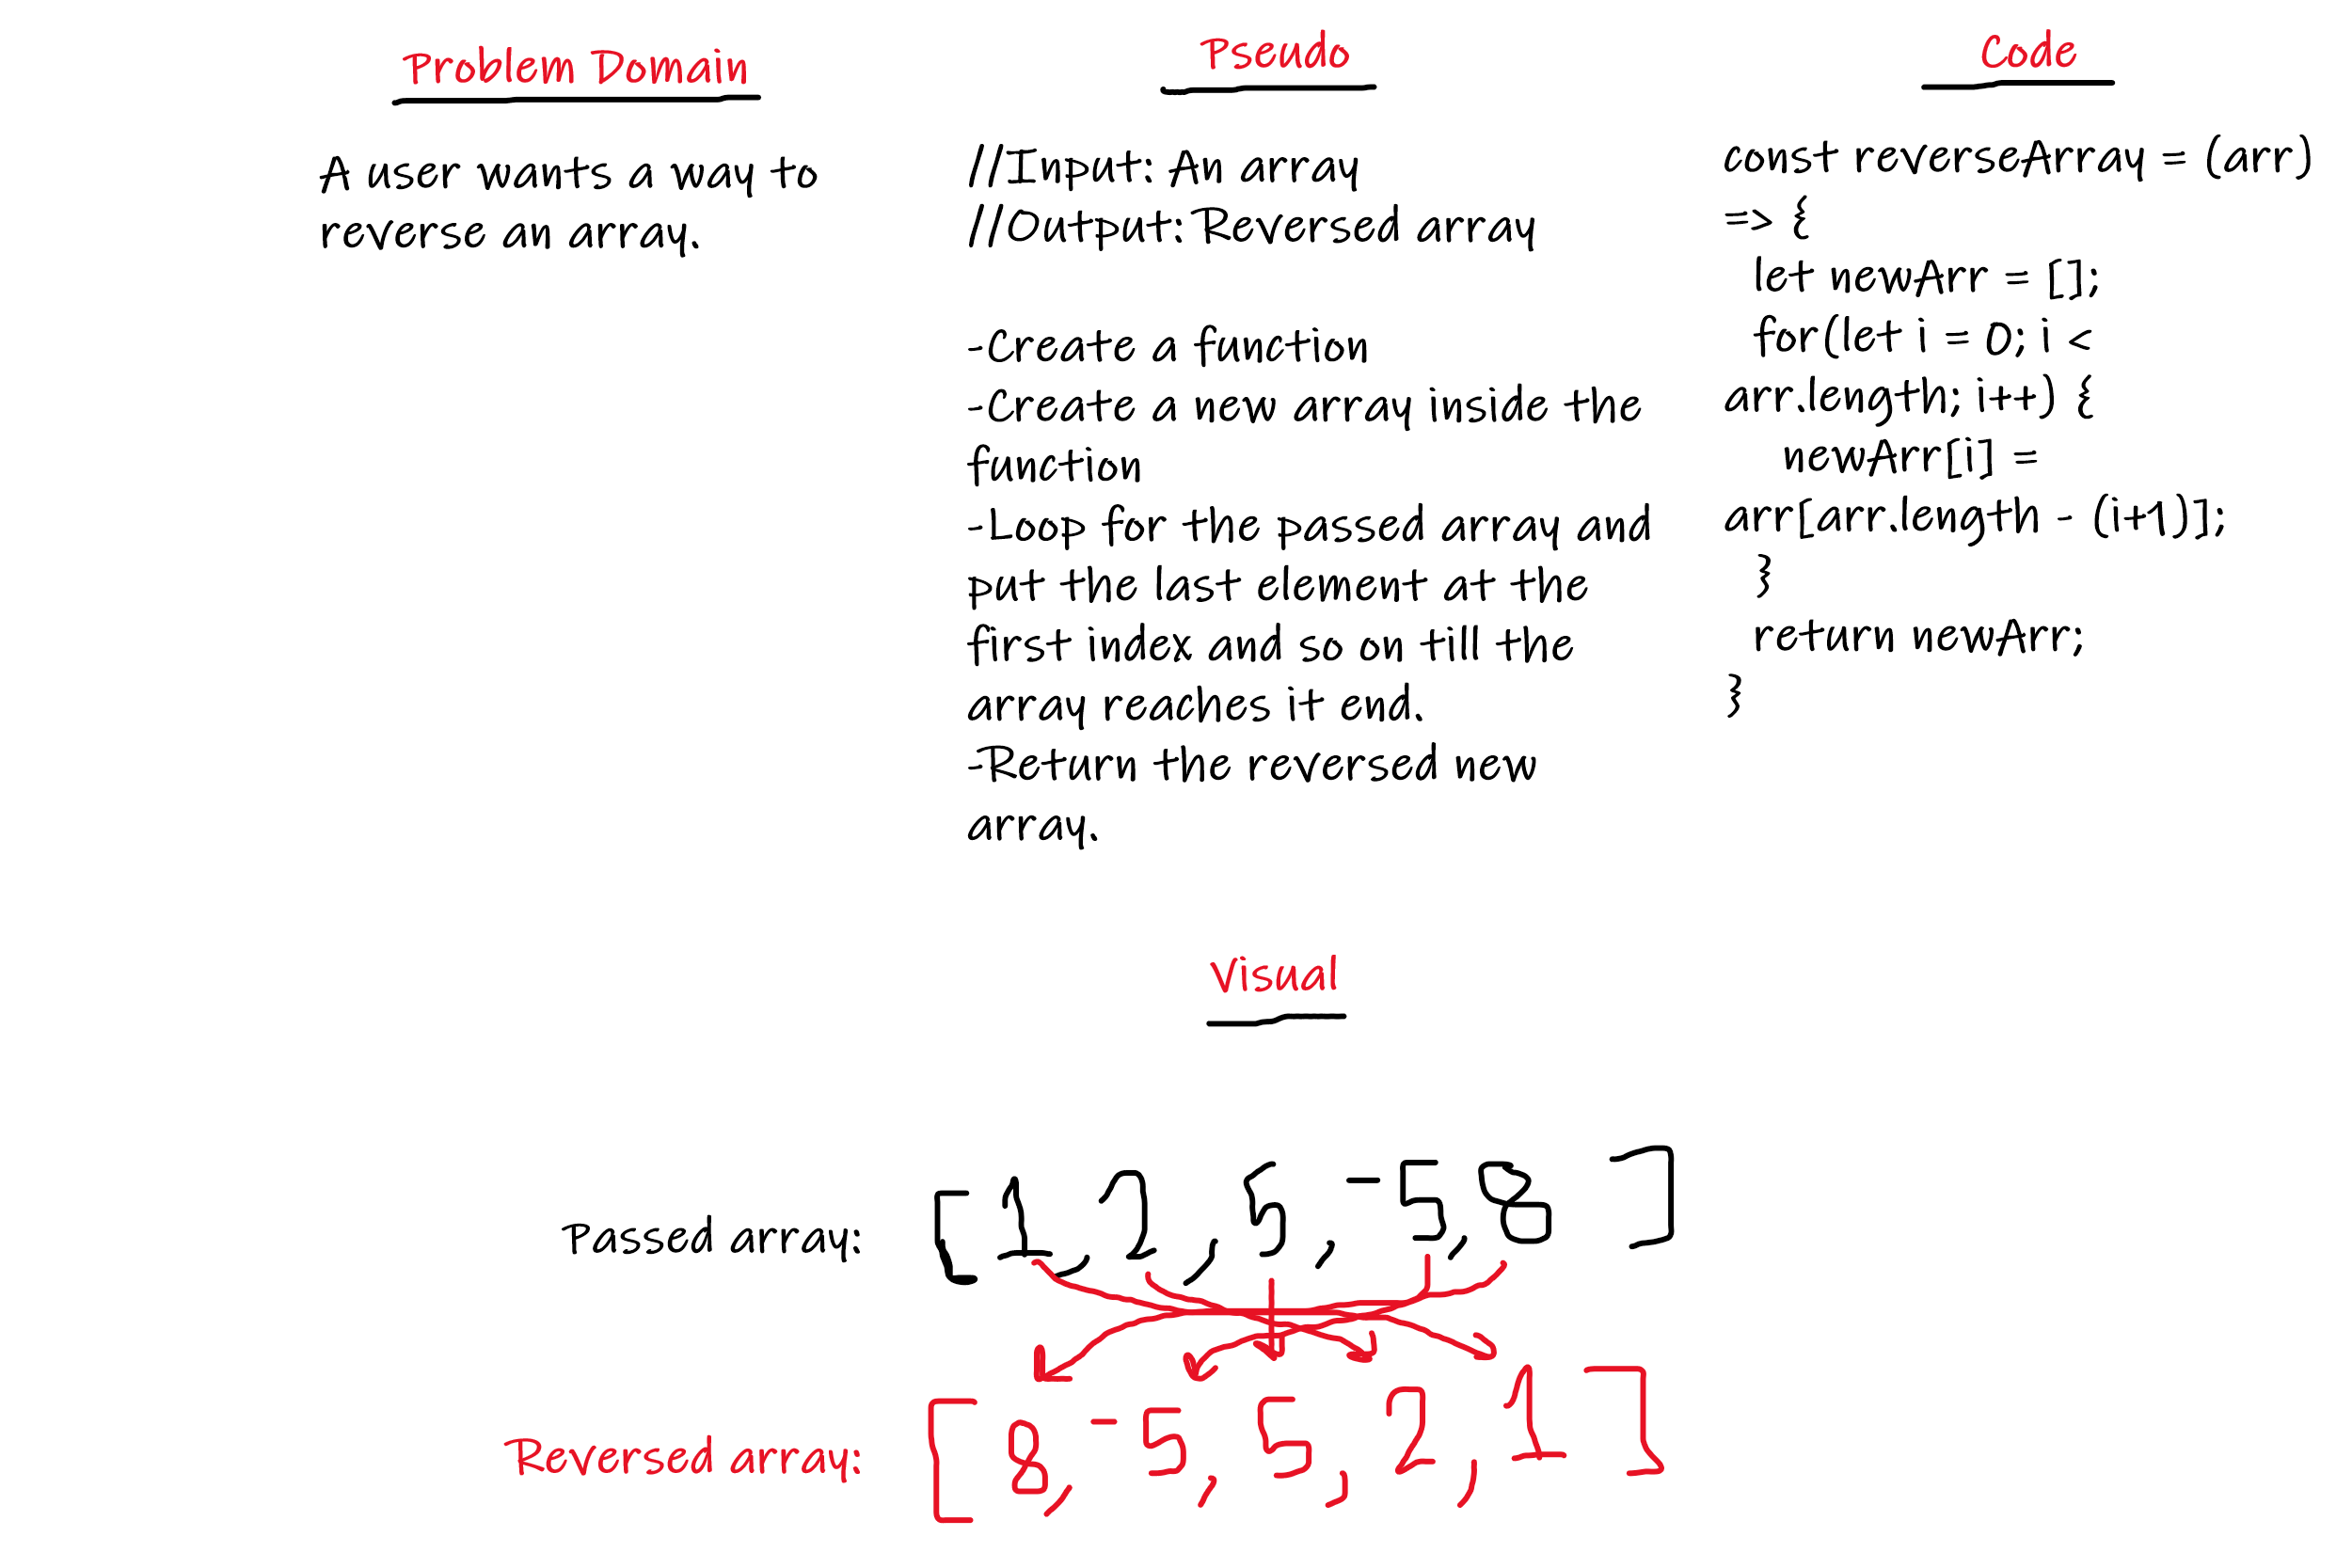 Problem Domain
A user wants a way to
reverse an array.
Pseudo
//Input: An array
//Output: Reversed array
-Create a function
-Create a new array inside the
function
-Loop for the passed array and
put the last element at the
first index and so on till the
array reaches it end.
-Return the reversed new
array.
Code
const reverseArray = (arr)
=> {
let newArr = [];
for(let i = 0; i <
arr.length; i++) {
newArr[i] =
arr[arr.length - (i+1)];
}
return newArr;
}
Visual
Passed array: [1, 2, 5, -5, 8 ]
Reversed array: [8, -5, 5, 2, 1 ]